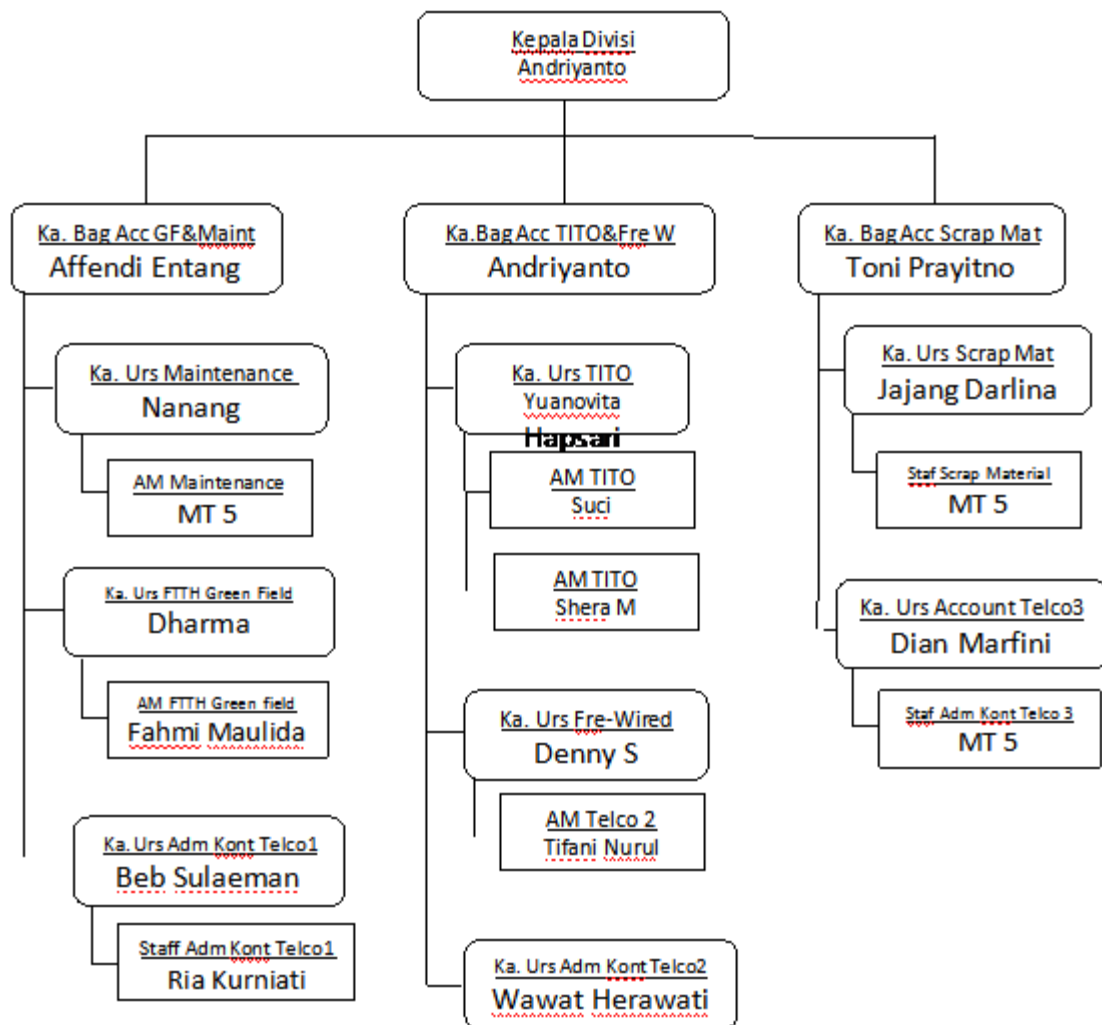 Kepala Divisi
Andriyanto
Ka. Bag Acc GF&Maint
Affendi Entang
Ka. Urs Maintenance
Nanang
AM Maintenance
MT 5
Ka. Urs FTTH Green Field
Dharma
AM FTTH Green field
Fahmi Maulida
Ka. Urs Adm Kont Telco1
Beb Sulaeman
Staff Adm Kont Telco1
Ria Kurniati
Ka.Bag Acc TITO&Fre W
Andriyanto
Ka. Urs TITO
Yuanovita
Hapsari
AM TITO
Suci
AM TITO
Shera M
Ka. Urs Fre-Wired
Denny S
AM Telco 2
Tifani Nurul
Ka. Urs Adm Kont Telco2
Wawat Herawati
Ka. Bag Acc Scrap Mat
Toni Prayitno
Ka. Urs Scrap Mat
Jajang Darlina
Staf Scrap Material
MT 5
Ka. Urs Account Telco3
Dian Marfini
Staf Adm Kont Telco 3
MT 5